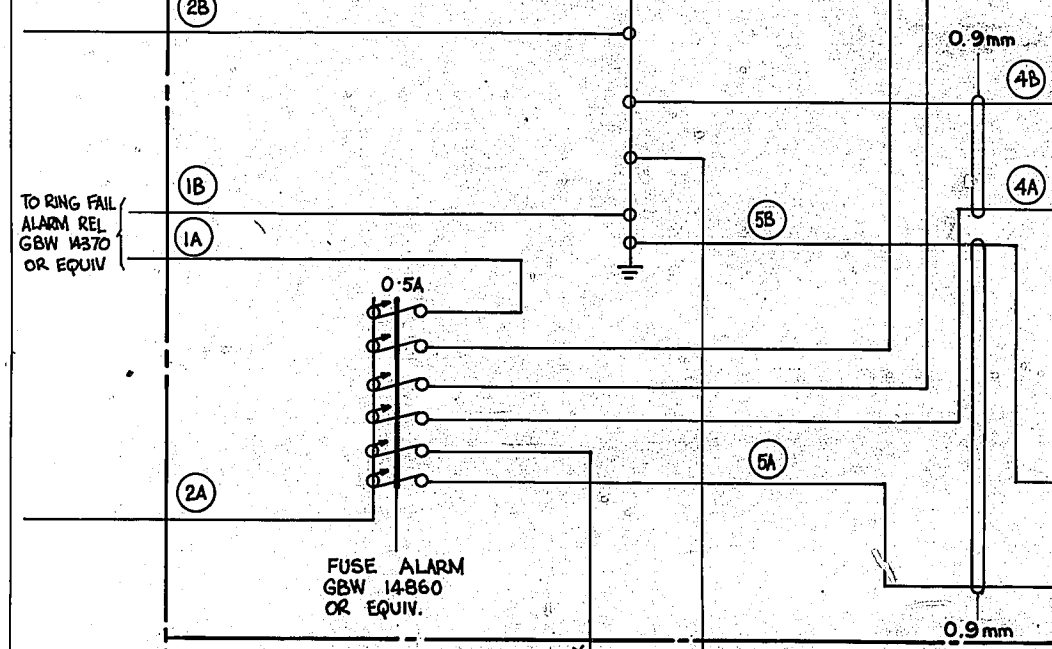 2B
0.9mm
4B
1B
4A
TO RING FAIL
ALARM REL
GBW 14370
OR EQUIV
5B
1A
0.5A
5A
2A
FUSE ALARM
GBW 14860
OR EQUIV.
0.9mm